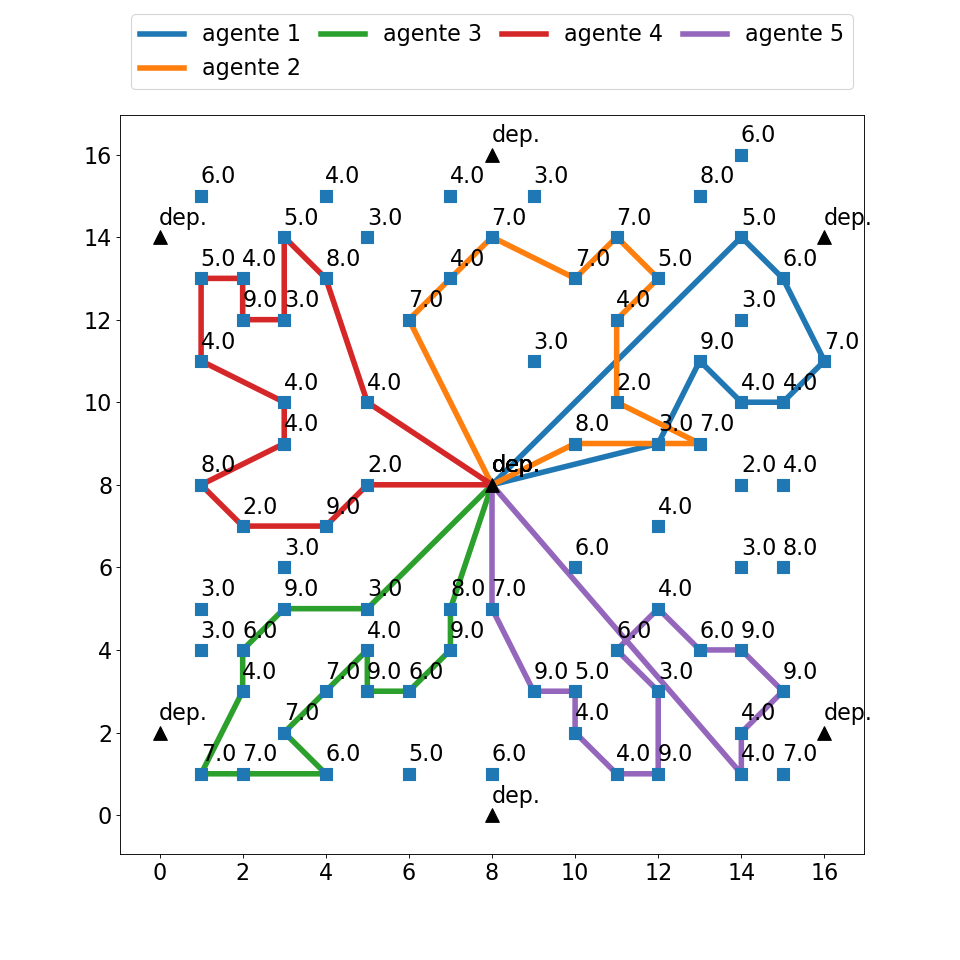 agente 1 agente 3 agente 4 agente 5
agente 2
dep. 6.0
6.0 4.0 4.0 3.0 8.0
dep. 5.0 3.0 7.0 7.0 5.0 dep.
5.0 4.0 8.0 4.0 7.0 5.0 6.0
9.0 3.0 7.0 4.0 3.0
4.0 3.0 9.0 7.0
4.0 4.0 2.0 4.0 4.0
4.0 8.0 3.0 7.0
8.0 2.0 dep. dep. 2.0 4.0
2.0 9.0 4.0
3.0 6.0 3.0 8.0
3.0 9.0 3.0 8.0 7.0 4.0
3.0 6.0 4.0 9.0 6.0 6.0 9.0
4.0 7.0 9.0 6.0 9.0 5.0 3.0 9.0
dep. 7.0 4.0 4.0 dep.
7.0 7.0 6.0 5.0 6.0 4.0 9.0 4.0 7.0
dep.
16
14
12
10
8
6
4
2
0
0 2 4 6 8 10 12 14 16